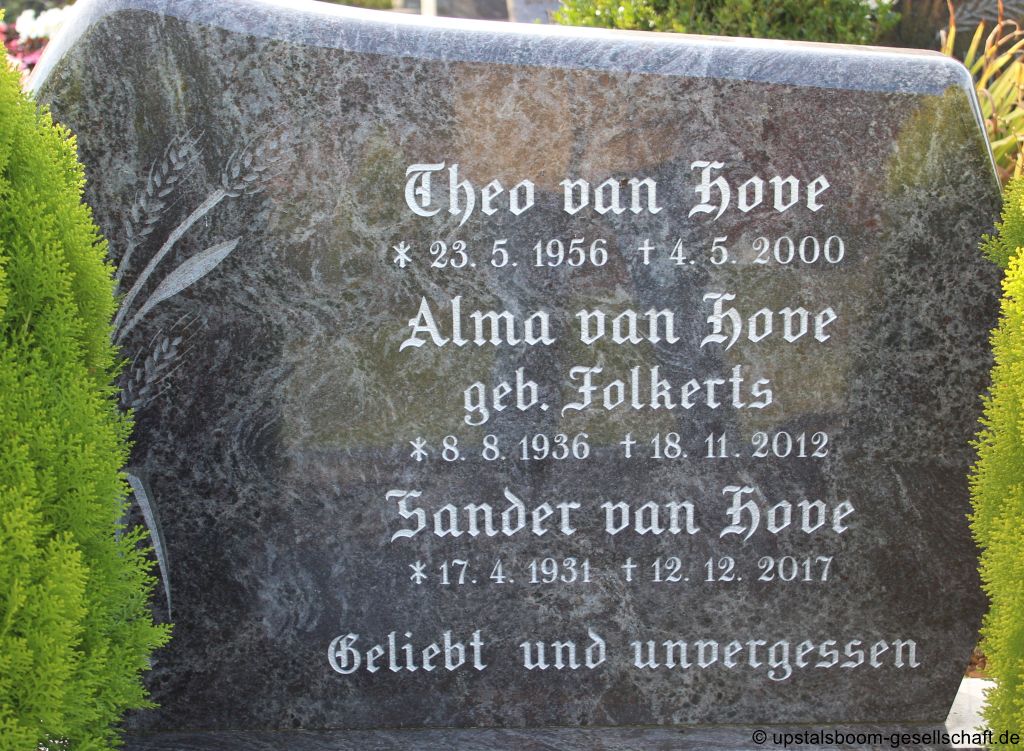 Theo van Hove
* 23. 5. 1956 † 4. 5. 2000
Alma van Hove
geb. Folkerts
* 8. 8. 1936 † 18. 11. 2012
Sander van Hove
* 17. 4. 1931 † 12. 12. 2017
Geliebt und unvergessen
© upstalsboom-gesellschaft.de